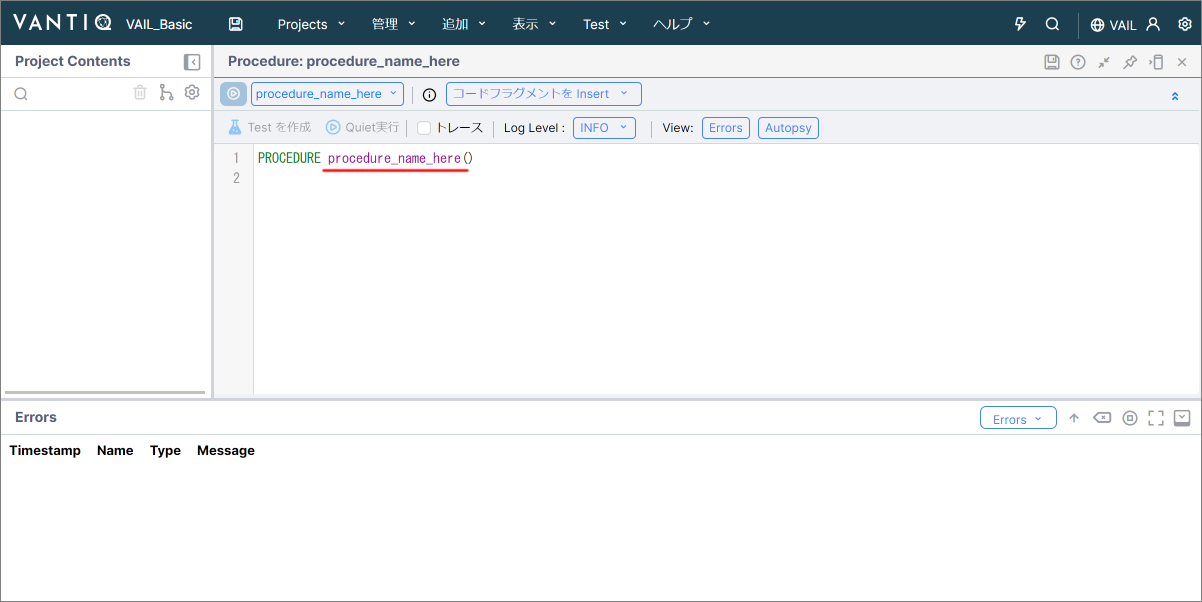 VANTIQ VAIL_Basic Projects 管理 追加 表示 Test ヘルプ VAIL
Project Contents
Procedure: procedure_name_here
procedure_name_here コードフラグメントを Insert
Test を作成 Quiet実行 トレース Log Level : INFO View: Errors Autopsy
1 PROCEDURE procedure_name_here()
2
Errors Errors
Timestamp Name Type Message